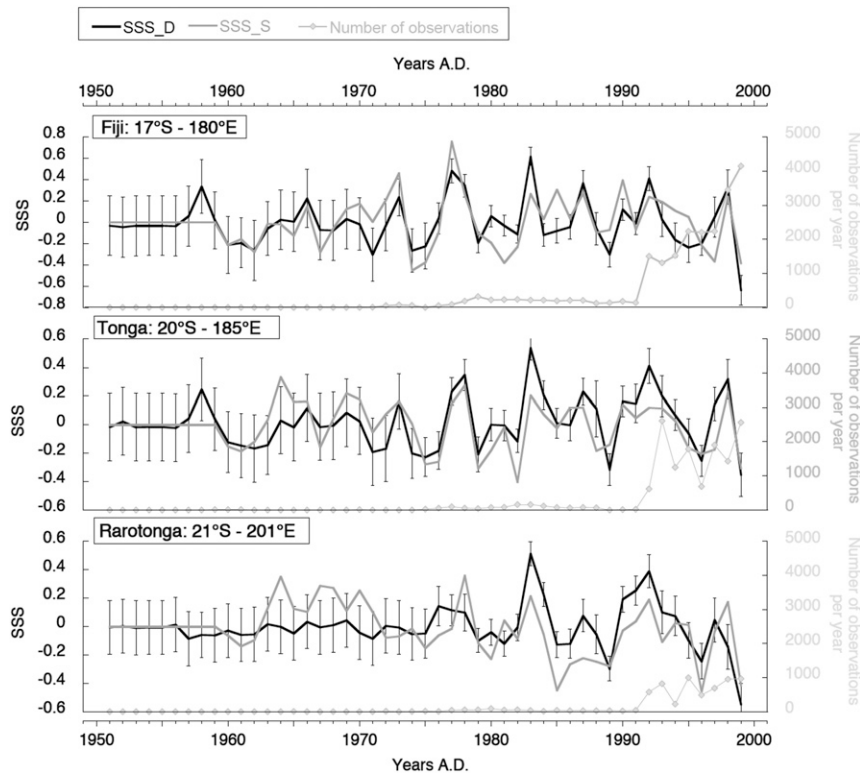 SSS_D SSS_S Number of observations
Years A.D.
1950 1960 1970 1980 1990 2000
Fiji: 17°S - 180°E
0.8
0.6
0.4
0.2
0
-0.2
-0.4
-0.6
-0.8
SSS
5000
4000
3000
2000
1000
0
Number of observations
per year
Tonga: 20°S - 185°E
0.6
0.4
0.2
0
-0.2
-0.4
-0.6
SSS
5000
4000
3000
2000
1000
0
Number of observations
per year
Rarotonga: 21°S - 201°E
0.6
0.4
0.2
0
-0.2
-0.4
-0.6
SSS
5000
4000
3000
2000
1000
0
Number of observations
per year
1950 1960 1970 1980 1990 2000
Years A.D.